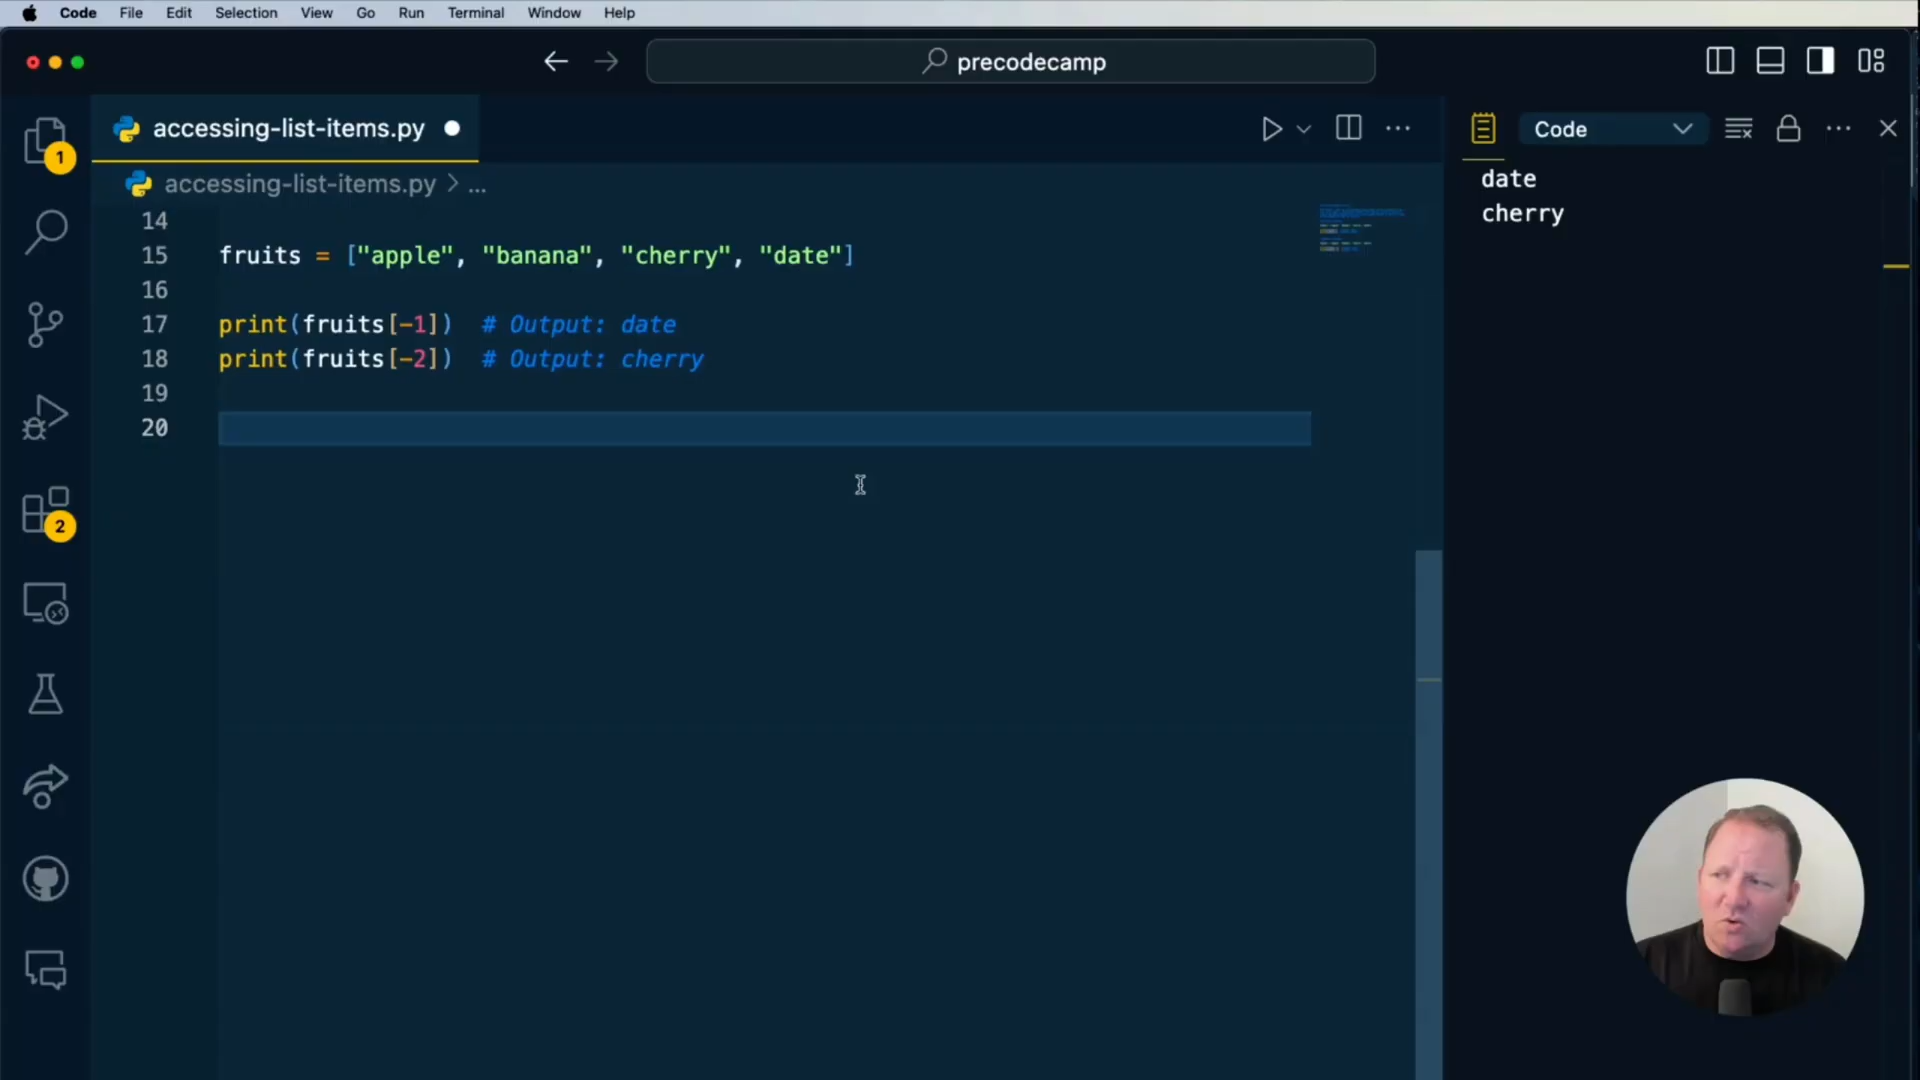 Code File Edit Selection View Go Run Terminal Window Help
precodecamp
accessing-list-items.py
accessing-list-items.py > ...
14
15 fruits = ["apple", "banana", "cherry", "date"]
16
17 print(fruits[-1]) # Output: date
18 print(fruits[-2]) # Output: cherry
19
20
1
2
Code
date
cherry